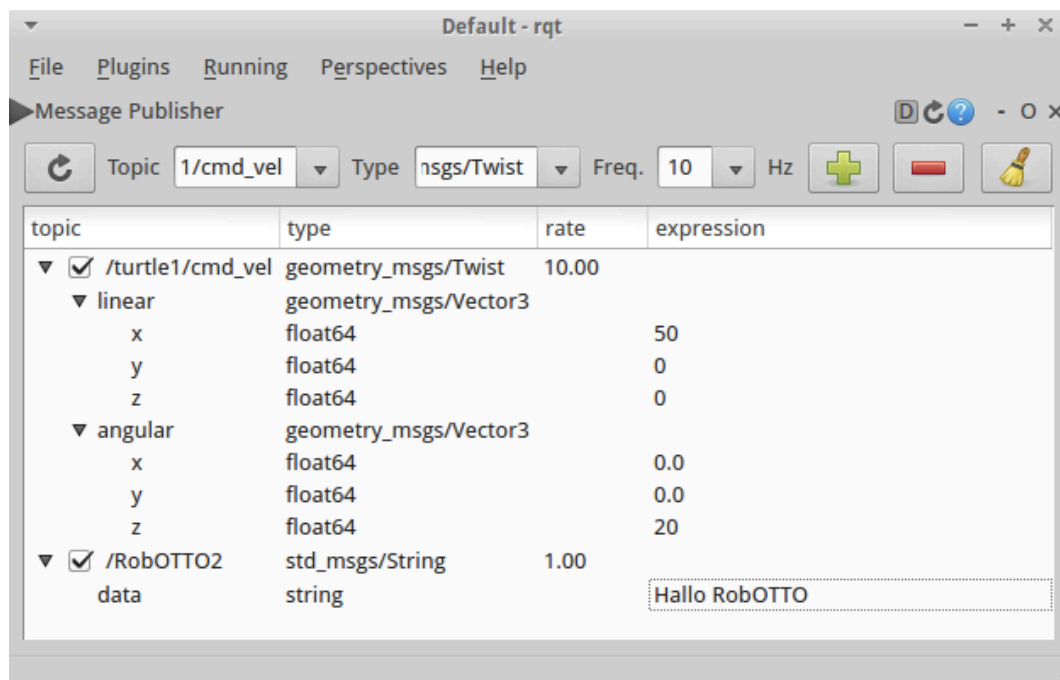 Default - rqt
File Plugins Running Perspectives Help
Message Publisher D ? - O ×
Topic 1/cmd_vel Type msgs/Twist Freq. 10 Hz
topic type rate expression
/turtle1/cmd_vel geometry_msgs/Twist 10.00
linear geometry_msgs/Vector3
x float64 50
y float64 0
z float64 0
angular geometry_msgs/Vector3
x float64 0.0
y float64 0.0
z float64 20
/RobOTTO2 std_msgs/String 1.00
data string Hallo RobOTTO